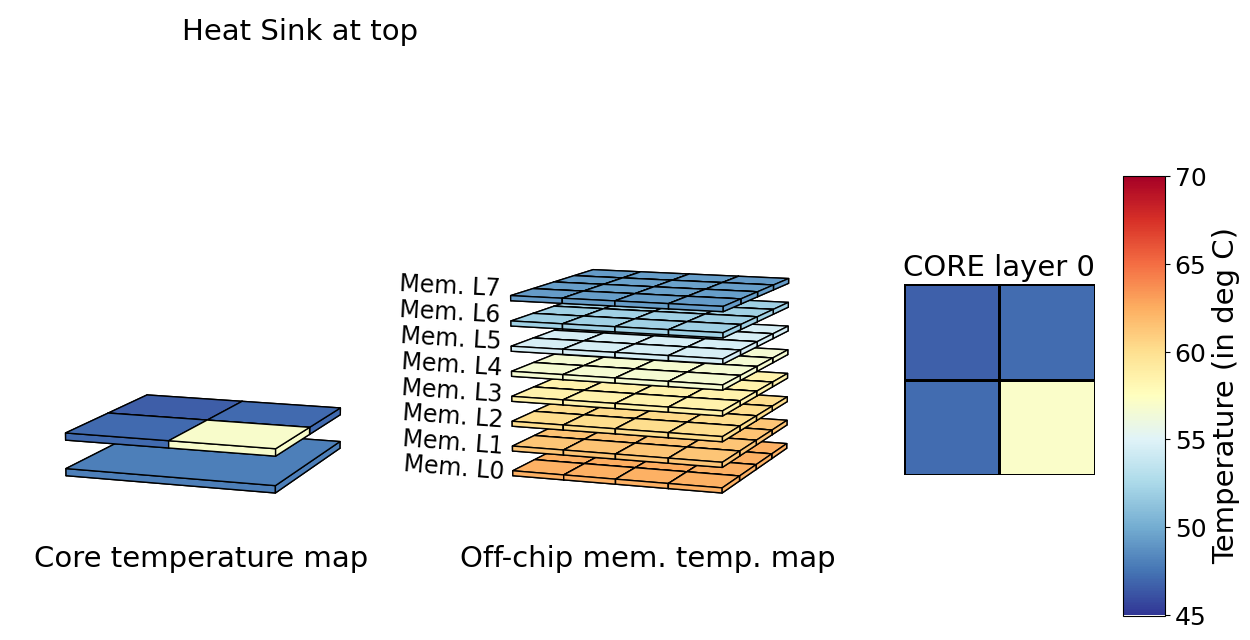 Heat Sink at top
Mem. L7
Mem. L6
Mem. L5
Mem. L4
Mem. L3
Mem. L2
Mem. L1
Mem. L0
Core temperature map
Off-chip mem. temp. map
CORE layer 0
70
65
60
55
50
45
Temperature (in deg C)